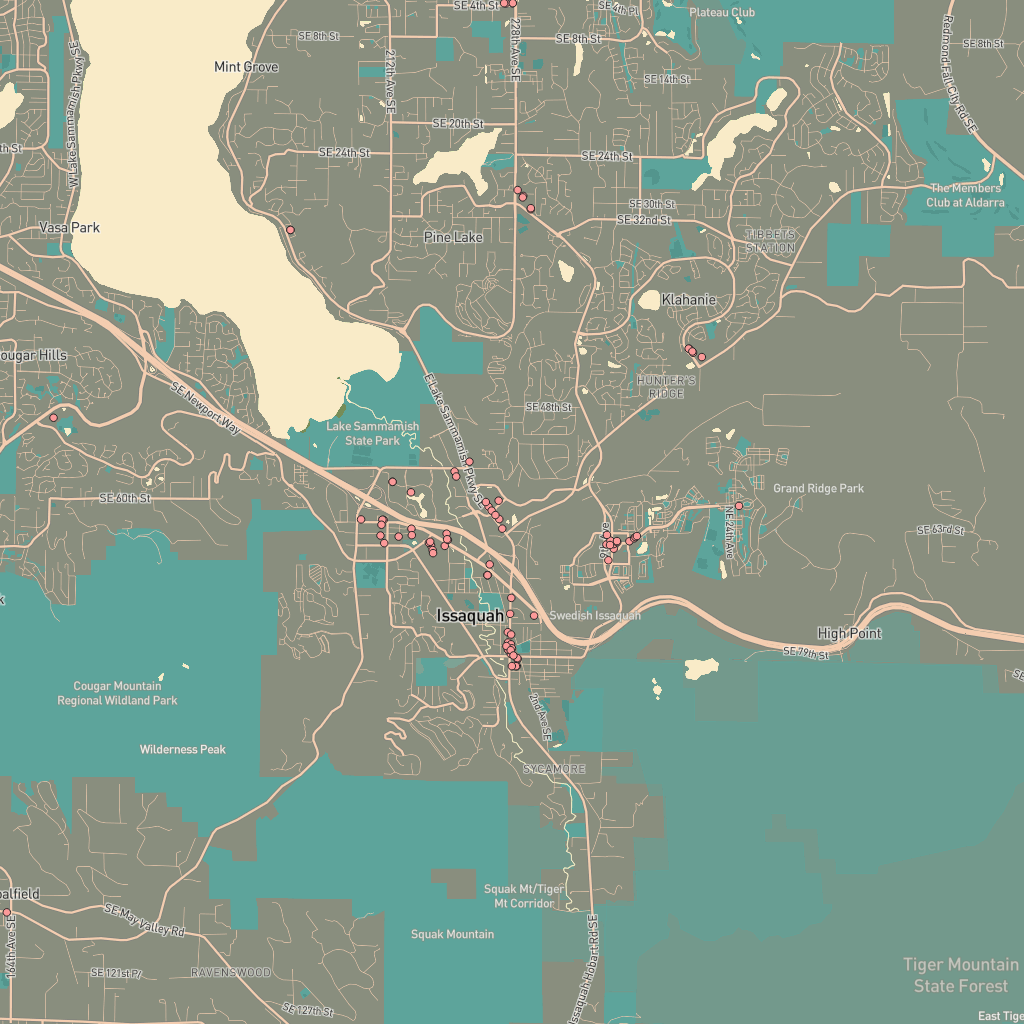 SE 4th St
SE 4th Pl
Plateau Club
SE 8th St
SE 8th St
SE 8th St
Mint Grove
W Lake Sammamish Pkwy SE
212th Ave SE
228th Ave SE
Redmond Fall City Rd SE
SE 14th St
SE 20th St
SE 24th St
SE 24th St
The Members
Club at Aldarra
SE 30th St
SE 32nd St
Vasa Park
Pine Lake
TIBBETS
STATION
Klahanie
ougar Hills
SE Newport Way
E Lake Sammamish Pkwy SE
HUNTER'S
RIDGE
SE 48th St
Lake Sammamish
State Park
SE 60th St
Grand Ridge Park
9th Ave
NE 24th Ave
SE 63rd St
Issaquah
Swedish Issaquah
High Point
SE 79th St
Cougar Mountain
Regional Wildland Park
2nd Ave SE
Wilderness Peak
SYCAMORE
alfield
Squak Mt/Tiger
Mt Corridor
SE May Valley Rd
164th Ave SE
Squak Mountain
Issaquah Hobart Rd SE
SE 121st Pl
RAVENSWOOD
Tiger Mountain
State Forest
SE 127th St
East Tige